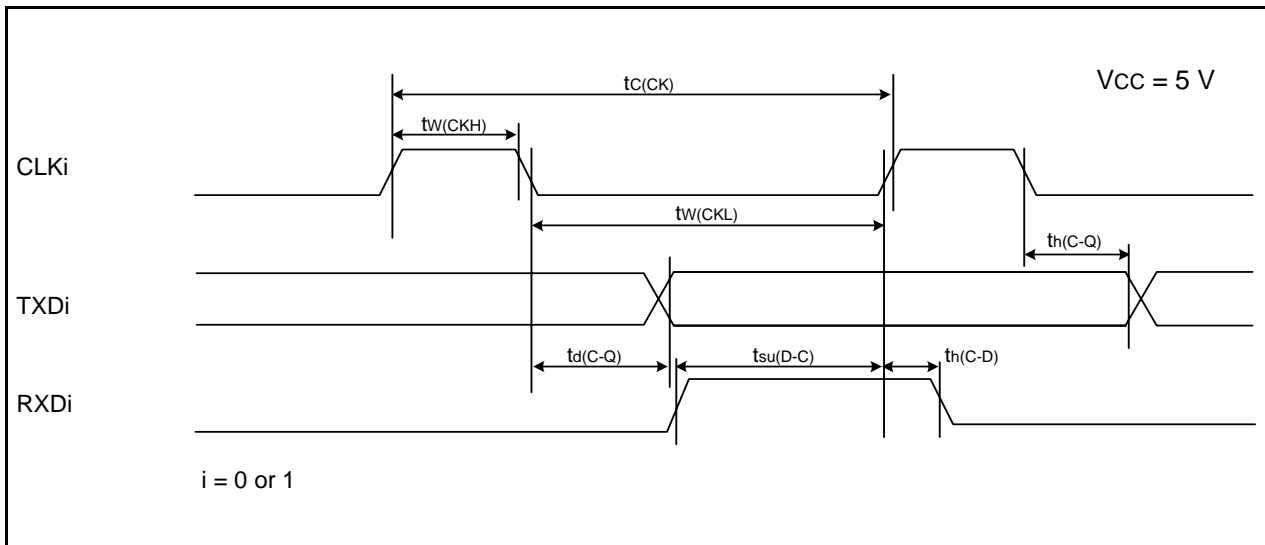 tC(CK)
VCC = 5 V
tW(CKH)
CLKi
tW(CKL)
th(C-Q)
TXDi
td(C-Q)
tsu(D-C)
th(C-D)
RXDi
i = 0 or 1